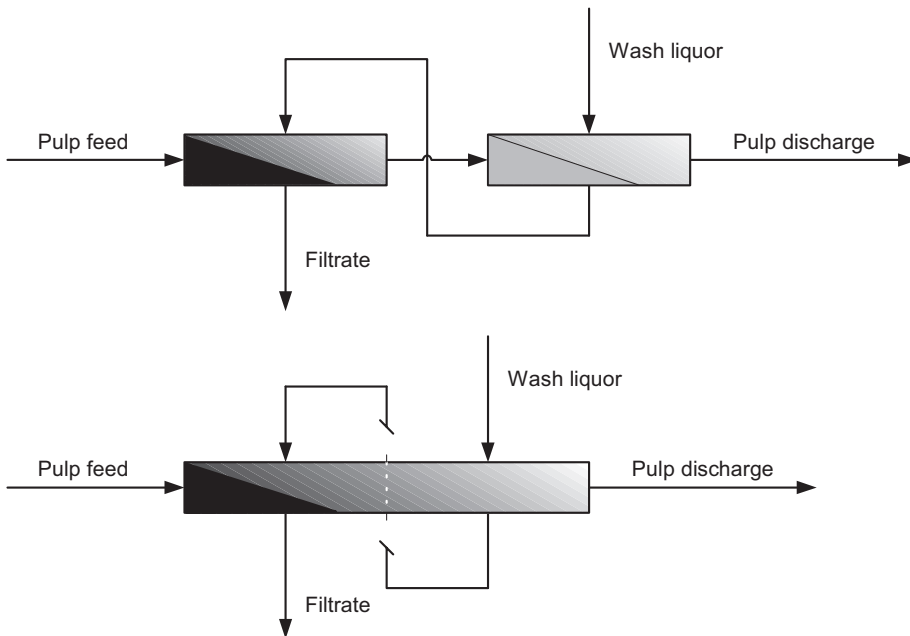 Wash liquor
Pulp feed
Pulp discharge
Filtrate
Wash liquor
Pulp feed
Pulp discharge
Filtrate